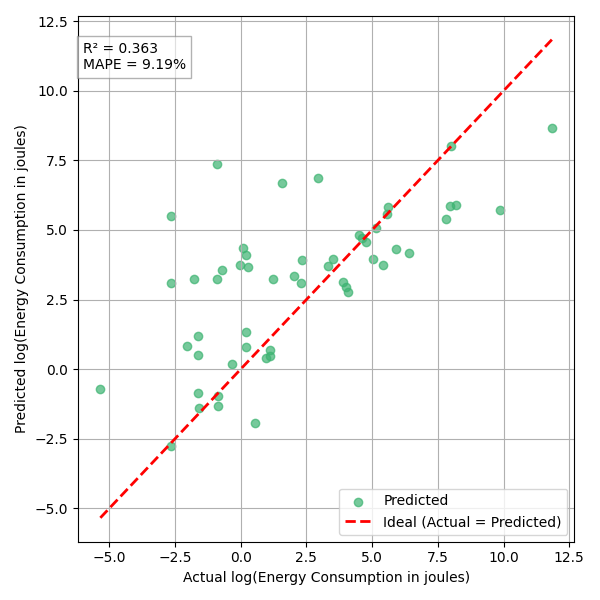 R² = 0.363
MAPE = 9.19%
12.5
10.0
7.5
5.0
2.5
0.0
−2.5
−5.0
Predicted log(Energy Consumption in joules)
Predicted
Ideal (Actual = Predicted)
−5.0 −2.5 0.0 2.5 5.0 7.5 10.0 12.5
Actual log(Energy Consumption in joules)